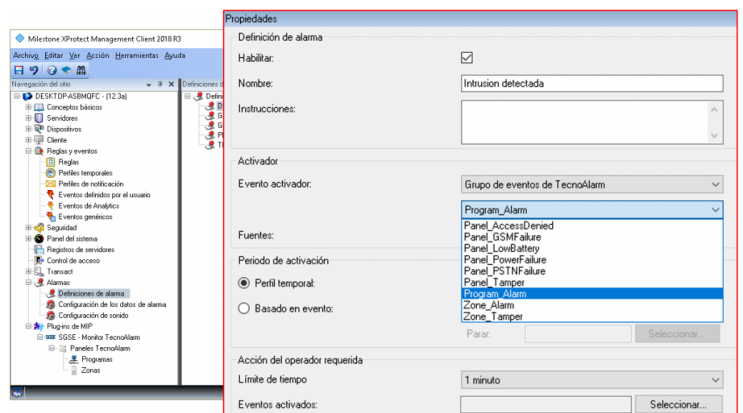 Milestone XProtect Management Client 2018 R3
Archivo Editar Ver Acción Herramientas Ayuda
Navegación del sitio
DESKTOP-ASBMQFC - (12.3a)
Conceptos básicos
Servidores
Dispositivos
Cliente
Reglas y eventos
Reglas
Perfiles temporales
Perfiles de notificación
Eventos definidos por el usuario
Eventos de Analytics
Eventos genéricos
Seguridad
Panel del sistema
Registros de servidores
Control de acceso
Transact
Alarmas
Definiciones de alarma
Configuración de los datos de alarma
Configuración de sonido
Plug-ins de MIP
SGSE - Monitor TecnoAlarm
Paneles TecnoAlarm
Programas
Zonas
Definiciones d
Defini
D
G
G
Pl
TI
Propiedades
Definición de alarma
Habilitar:
Nombre: Intrusion detectada
Instrucciones:
Activador
Evento activador: Grupo de eventos de TecnoAlarm
Program_Alarm
Panel_AccessDenied
Panel_GSMFailure
Fuentes: Panel_LowBattery
Panel_PowerFailure
Panel_PSTNFailure
Periodo de activación
Panel_Tamper
Perfil temporal: Program_Alarm
Zone_Alarm
Basado en evento: Zone_Tamper
Parar: Seleccionar...
Acción del operador requerida
Límite de tiempo 1 minuto
Eventos activados: Seleccionar...